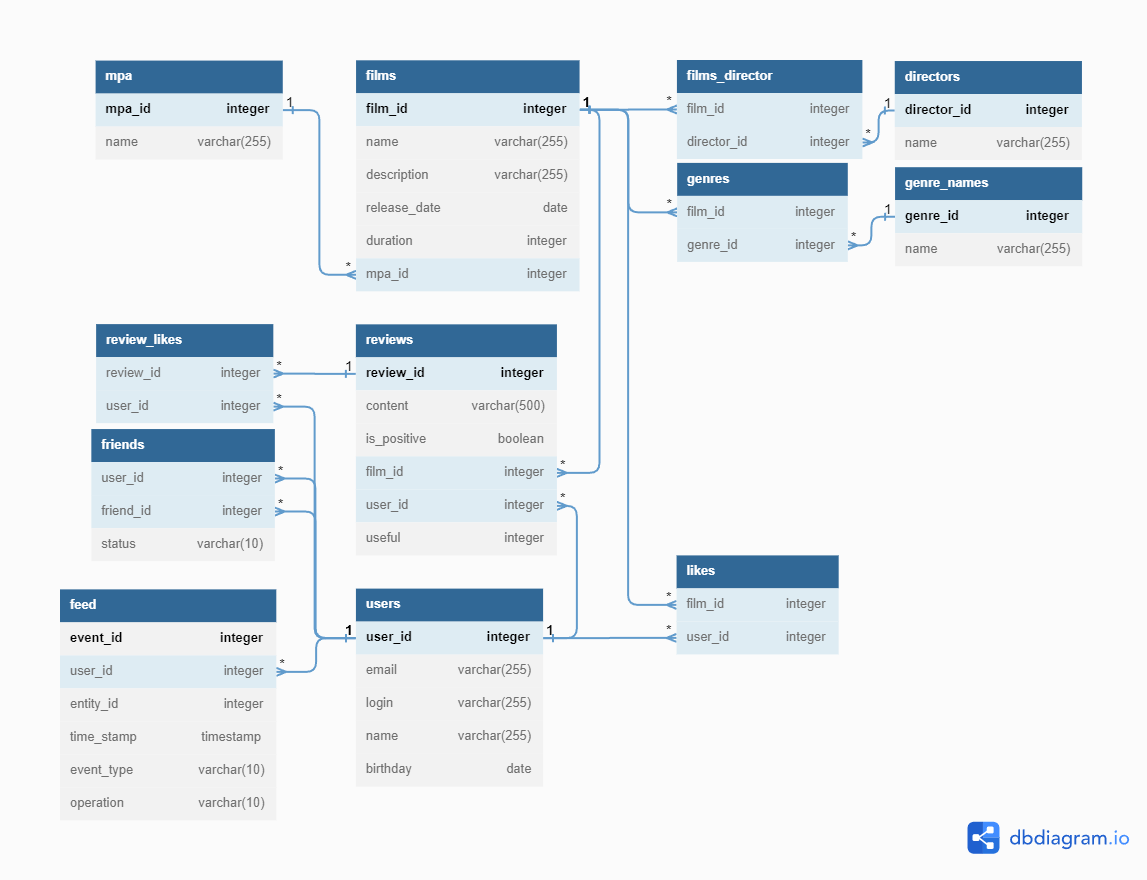 mpa
mpa_id integer
name varchar(255)
films
film_id integer
name varchar(255)
description varchar(255)
release_date date
duration integer
mpa_id integer
films_director
film_id integer
director_id integer
directors
director_id integer
name varchar(255)
genres
film_id integer
genre_id integer
genre_names
genre_id integer
name varchar(255)
review_likes
review_id integer
user_id integer
reviews
review_id integer
content varchar(500)
is_positive boolean
film_id integer
user_id integer
useful integer
friends
user_id integer
friend_id integer
status varchar(10)
feed
event_id integer
user_id integer
entity_id integer
time_stamp timestamp
event_type varchar(10)
operation varchar(10)
users
user_id integer
email varchar(255)
login varchar(255)
name varchar(255)
birthday date
likes
film_id integer
user_id integer
1
*
1
*
*
1
*
*
1
*
1
*
*
*
*
*
*
1
1
*
*
dbdiagram.io